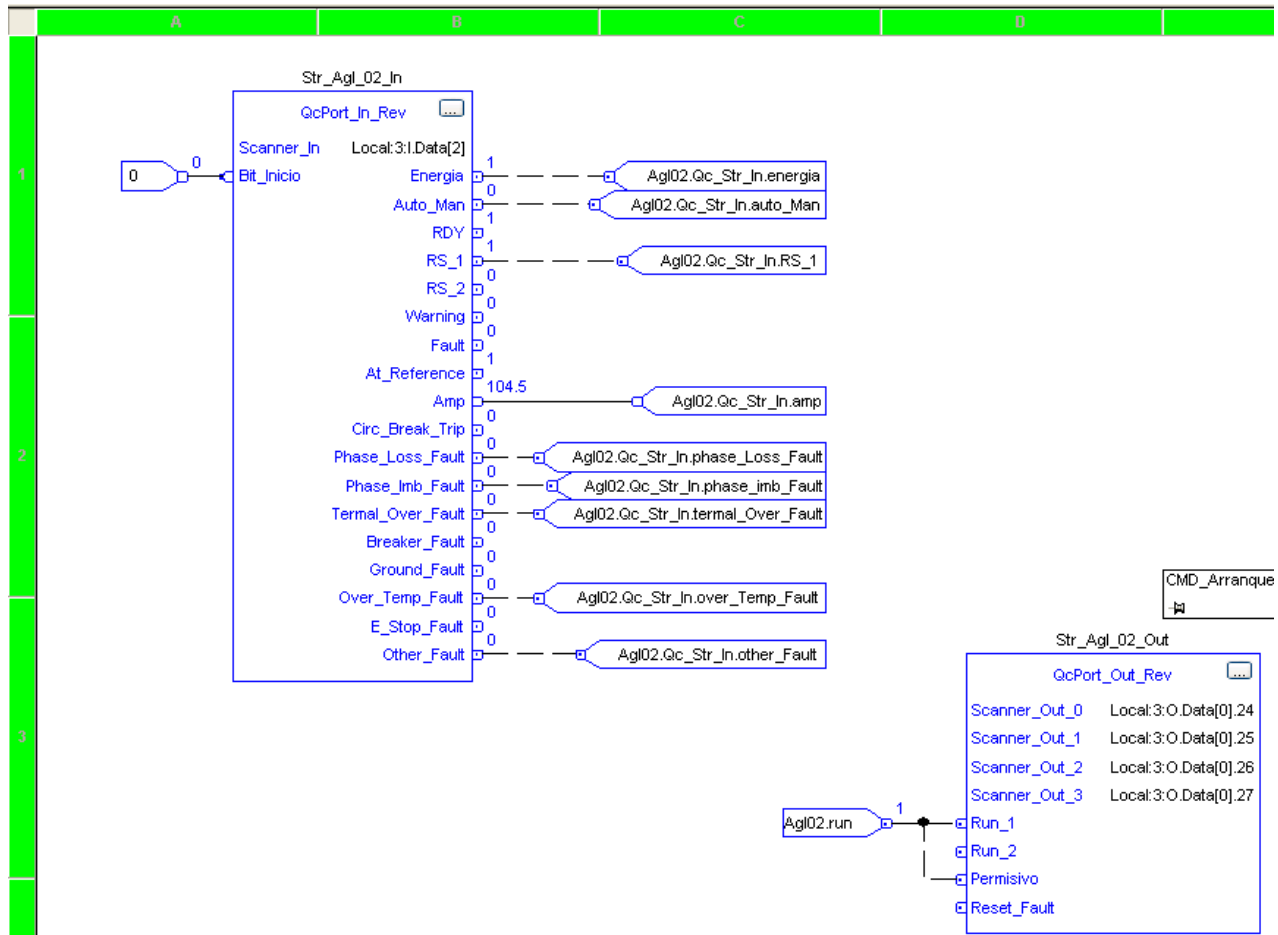 A B C D
Str_Agl_02_In
QcPort_In_Rev ...
Scanner_In Local:3:I.Data[2]
0 0 Bit_Inicio Energia 1 Agl02.Qc_Str_In.energia
1
Auto_Man 0 Agl02.Qc_Str_In.auto_Man
RDY 1
RS_1 1 Agl02.Qc_Str_In.RS_1
RS_2 0
Warning 0
Fault 0
At_Reference 1
Amp 104.5 Agl02.Qc_Str_In.amp
Circ_Break_Trip 0
2
Phase_Loss_Fault 0 Agl02.Qc_Str_In.phase_Loss_Fault
Phase_Imb_Fault 0 Agl02.Qc_Str_In.phase_imb_Fault
Termal_Over_Fault 0 Agl02.Qc_Str_In.termal_Over_Fault
Breaker_Fault 0
Ground_Fault 0
Over_Temp_Fault 0 Agl02.Qc_Str_In.over_Temp_Fault
E_Stop_Fault 0
Other_Fault 0 Agl02.Qc_Str_In.other_Fault
CMD_Arranque
Str_Agl_02_Out
QcPort_Out_Rev ...
Scanner_Out_0 Local:3:O.Data[0].24
3
Scanner_Out_1 Local:3:O.Data[0].25
Scanner_Out_2 Local:3:O.Data[0].26
Scanner_Out_3 Local:3:O.Data[0].27
Agl02.run 1 Run_1
Run_2
Permisivo
Reset_Fault